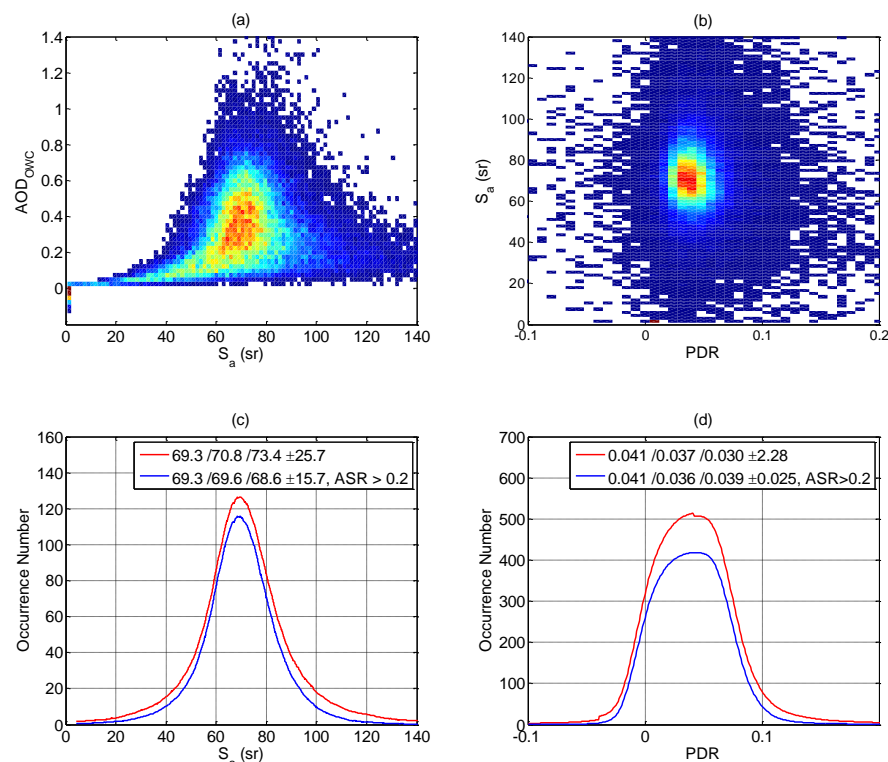 (a)
1.4
1.2
1
0.8
0.6
0.4
0.2
0
AOD_OWC
0 20 40 60 80 100 120 140
S_a (sr)
(b)
140
120
100
80
60
40
20
0
S_a (sr)
-0.1 0 0.1 0.2
PDR
(c)
160
140
120
100
80
60
40
20
0
Occurrence Number
69.3 /70.8 /73.4 ±25.7
69.3 /69.6 /68.6 ±15.7, ASR > 0.2
0 20 40 60 80 100 120 140
S_a (sr)
(d)
700
600
500
400
300
200
100
0
Occurrence Number
0.041 /0.037 /0.030 ±2.28
0.041 /0.036 /0.039 ±0.025, ASR>0.2
-0.1 0 0.1
PDR